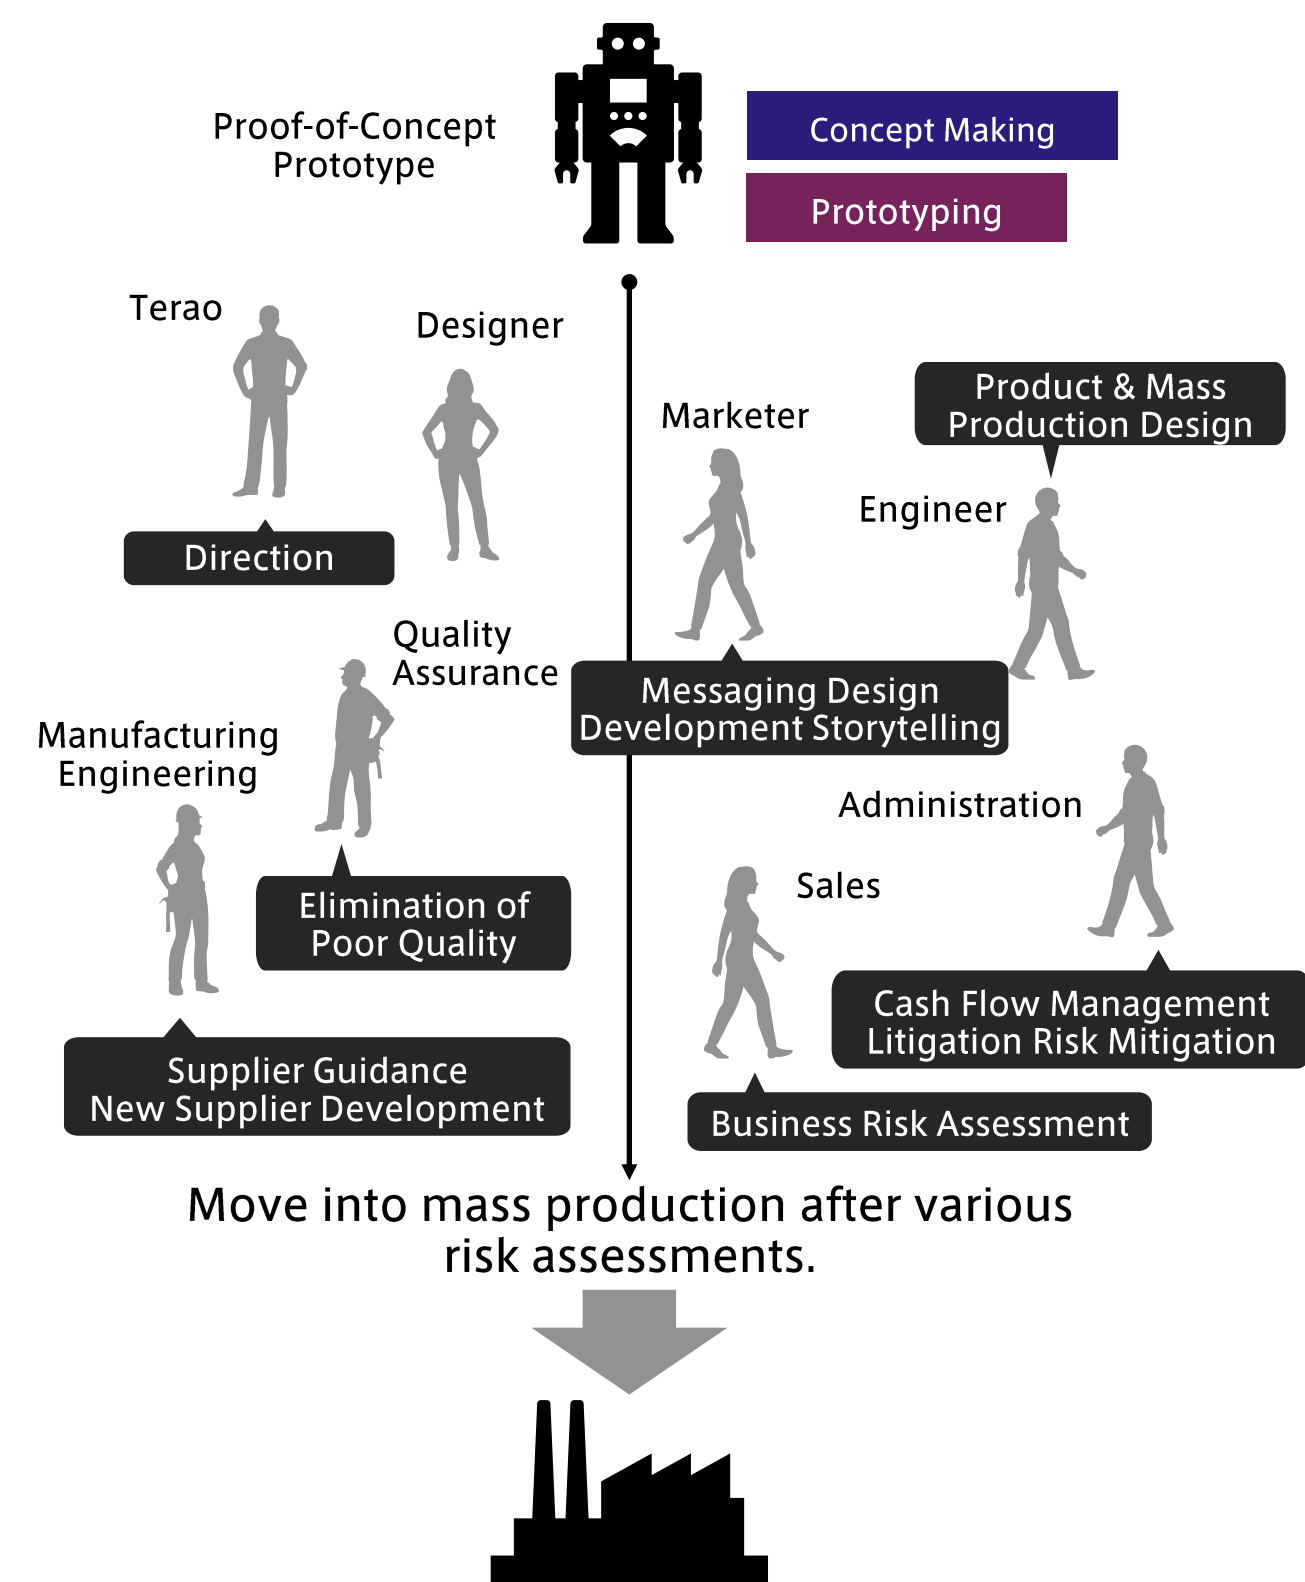 Proof-of-Concept
Prototype
Concept Making
Prototyping
Terao
Designer
Direction
Marketer
Product & Mass
Production Design
Engineer
Quality
Assurance
Messaging Design
Development Storytelling
Manufacturing
Engineering
Elimination of
Poor Quality
Administration
Sales
Cash Flow Management
Litigation Risk Mitigation
Supplier Guidance
New Supplier Development
Business Risk Assessment
Move into mass production after various
risk assessments.